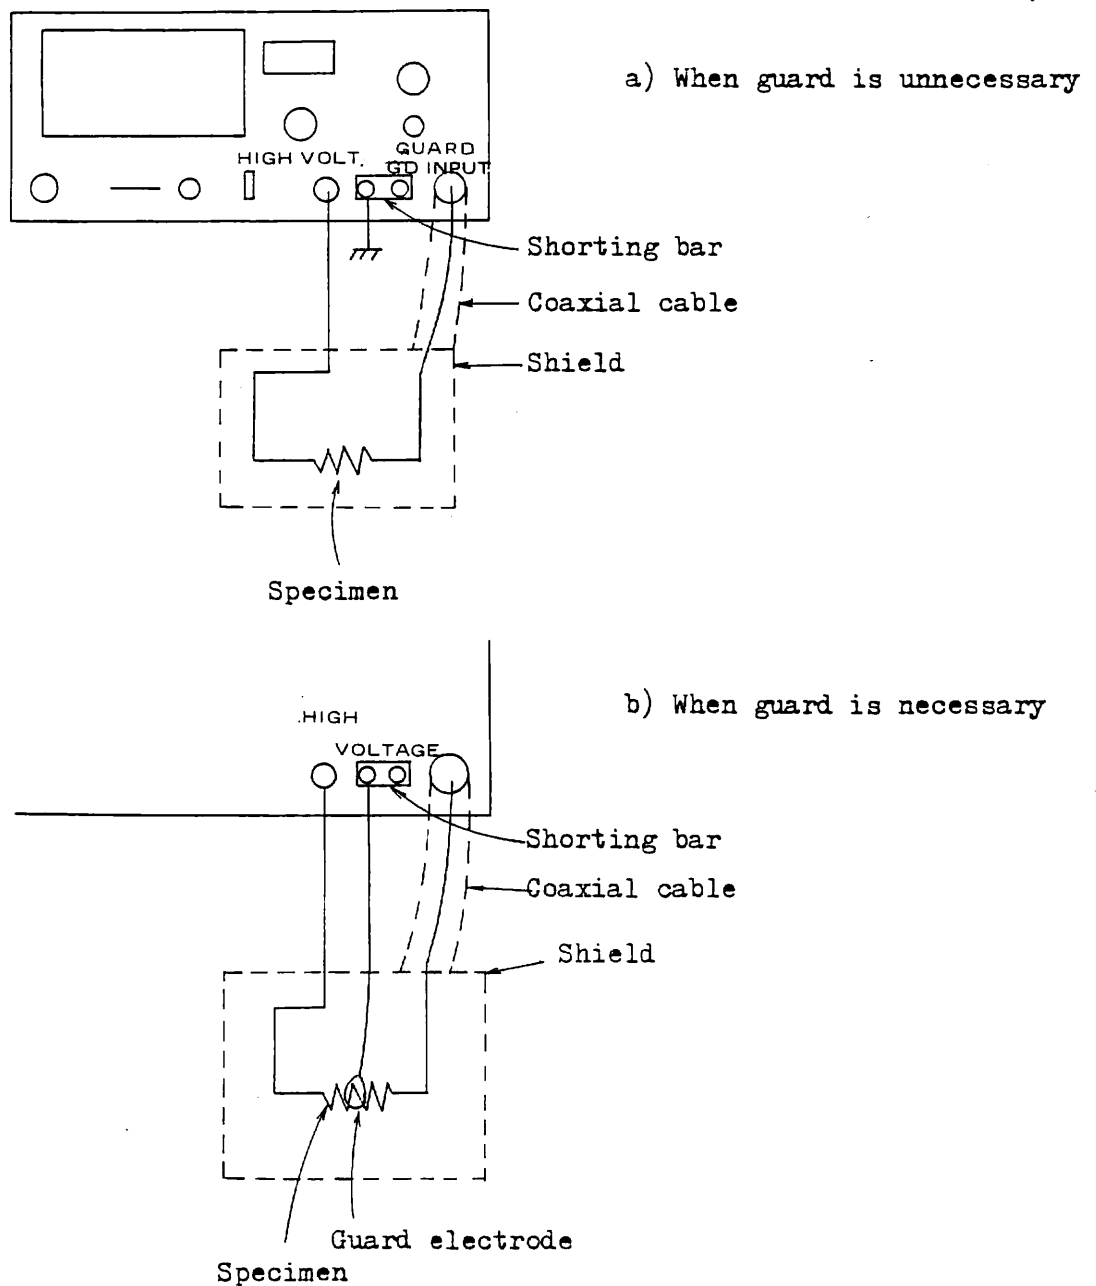 a) When guard is unnecessary
HIGH VOLT.
GUARD
GD INPUT
Shorting bar
Coaxial cable
Shield
Specimen
b) When guard is necessary
HIGH
VOLTAGE
Shorting bar
Coaxial cable
Shield
Guard electrode
Specimen